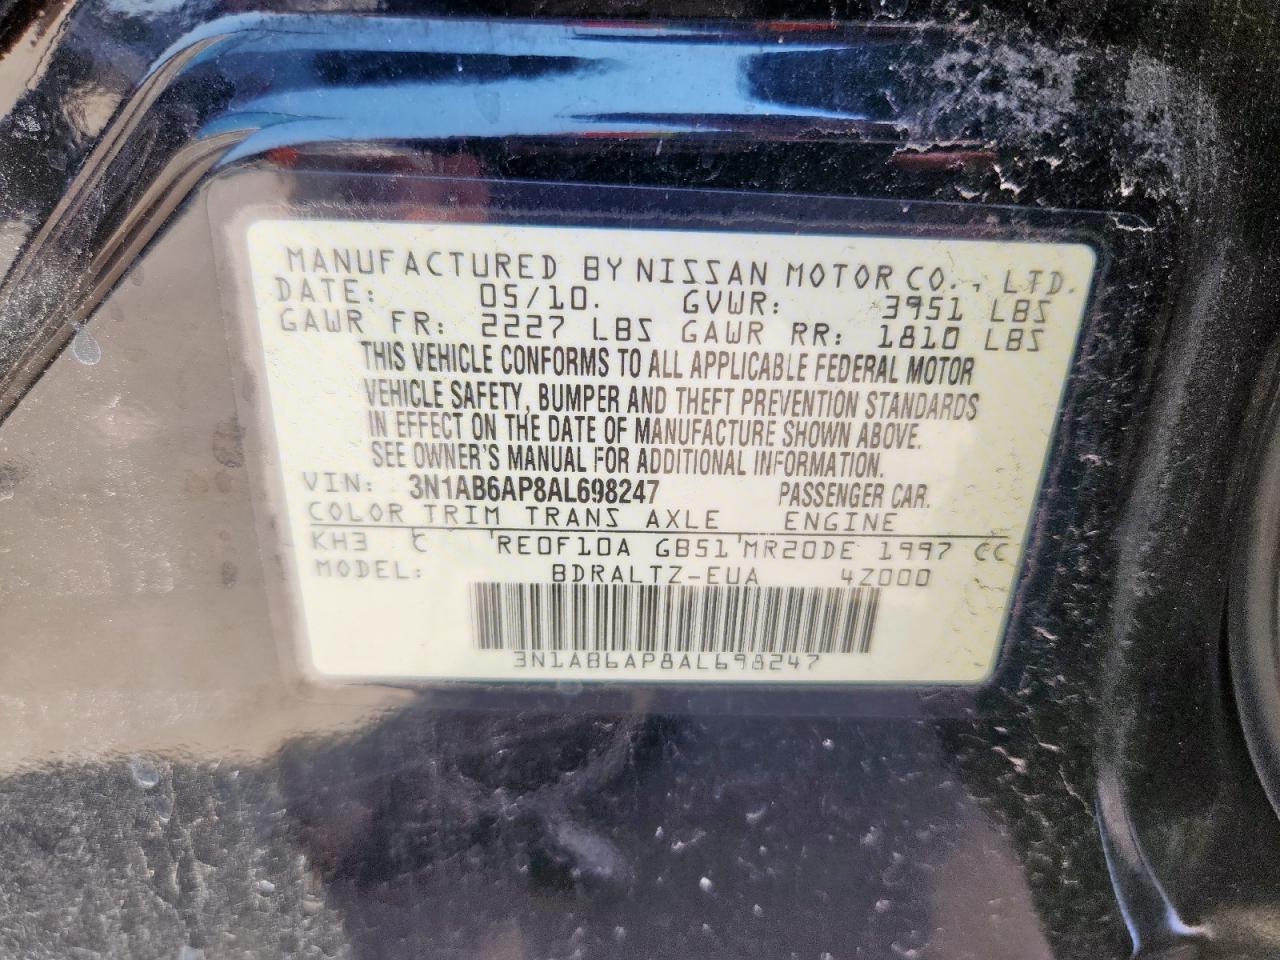 MANUFACTURED BY NISSAN MOTOR CO., LTD.
DATE: 05/10. GVWR: 3951 LBS
GAWR FR: 2227 LBS GAWR RR: 1810 LBS
THIS VEHICLE CONFORMS TO ALL APPLICABLE FEDERAL MOTOR
VEHICLE SAFETY, BUMPER AND THEFT PREVENTION STANDARDS
IN EFFECT ON THE DATE OF MANUFACTURE SHOWN ABOVE.
SEE OWNER'S MANUAL FOR ADDITIONAL INFORMATION.
VIN: 3N1AB6AP8AL698247 PASSENGER CAR.
COLOR TRIM TRANS AXLE ENGINE
KH3 C RE0F10A GB51 MR20DE 1997 CC
MODEL: BDRALTZ-EUA 4Z000
3N1AB6AP8AL698247